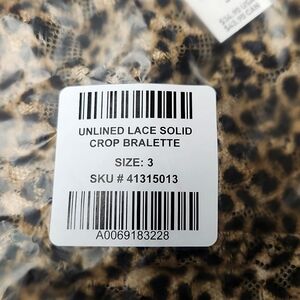 UNLINED LACE SOLID
CROP BRALETTE
SIZE: 3
SKU # 41315013
A0069183228